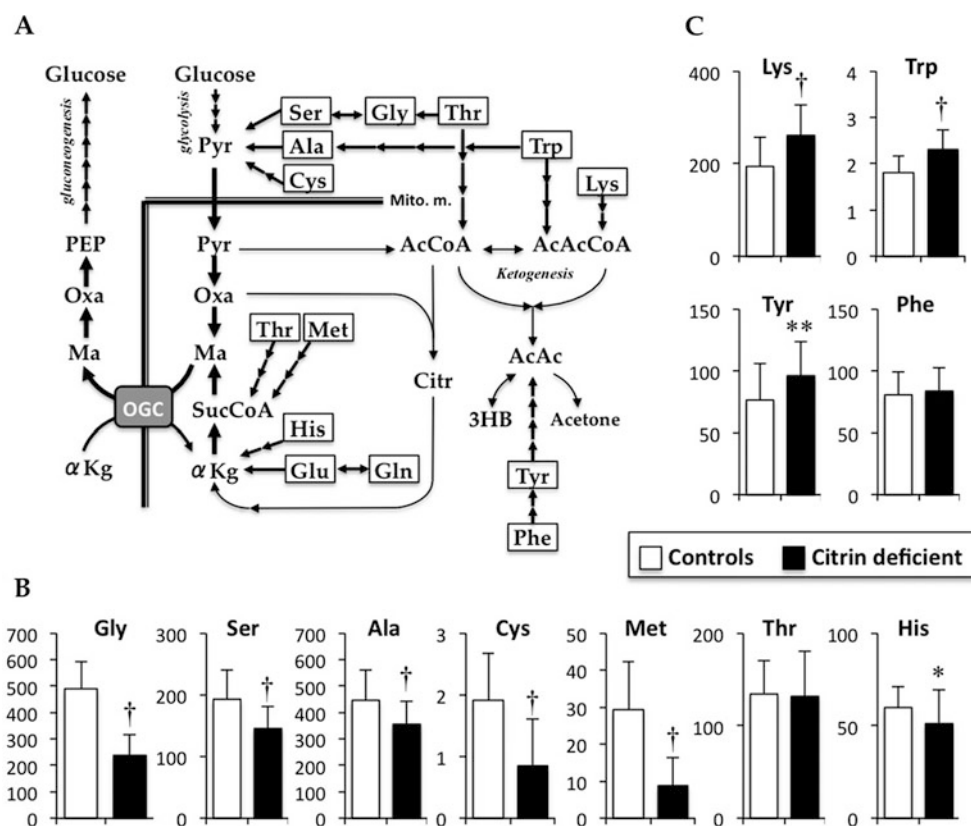 A
Glucose Glucose
gluconeogenesis
glycolysis
Ser Gly Thr
Pyr Ala Trp
Cys Lys
Mito. m.
PEP Pyr AcCoA AcAcCoA
Ketogenesis
Oxa Oxa
Thr Met
Ma Ma AcAc
Citr
OGC SucCoA 3HB Acetone
His
αKg αKg Glu Gln Tyr
Phe
C
Lys Trp
400 4
† †
3
200 2
1
0 0
Tyr Phe
150 150
**
100 100
50 50
0 0
Controls Citrin deficient
B
Gly Ser Ala Cys Met Thr His
700 300 700 3 50 200 100
600 600
500 500 40
† † † † † *
400 200 400 2 30 100 50
300 300 20
200 100 200 1
100 100 10
0 0 0 0 0 0 0